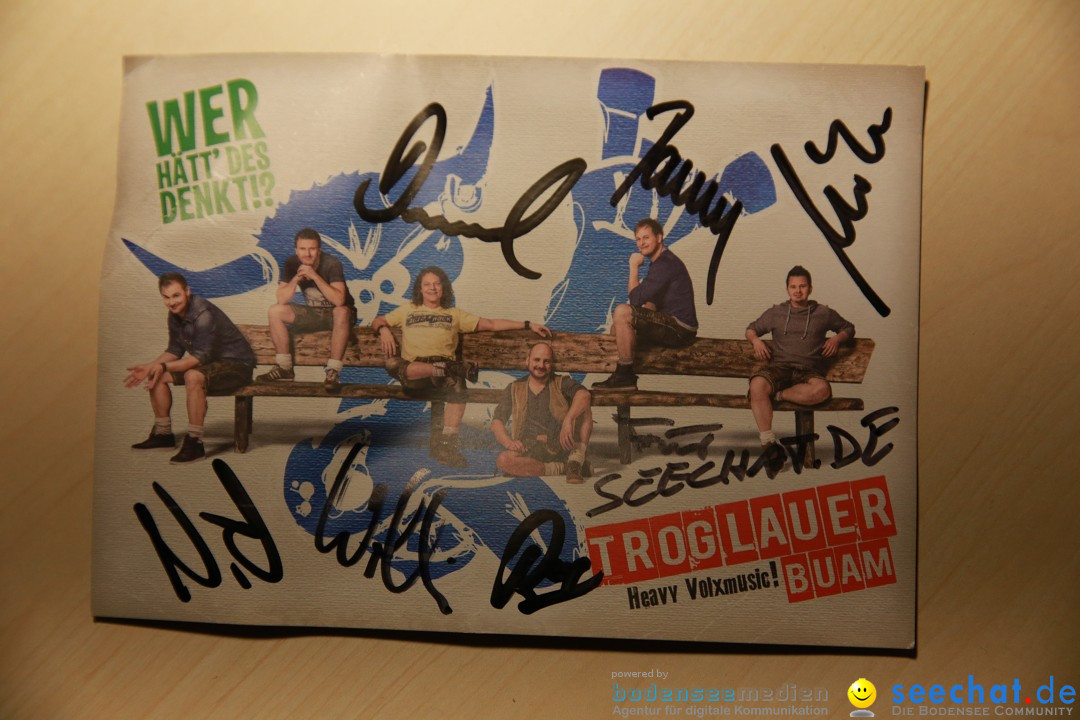 WER
HÄTT' DES
DENKT!?
FÜR
SEECHAT.DE
TROGLAUER
BUAM
Heavy Volxmusic!
powered by
bodenseemedien
Agentur für digitale Kommunikation
seechat.de
Die Bodensee Community